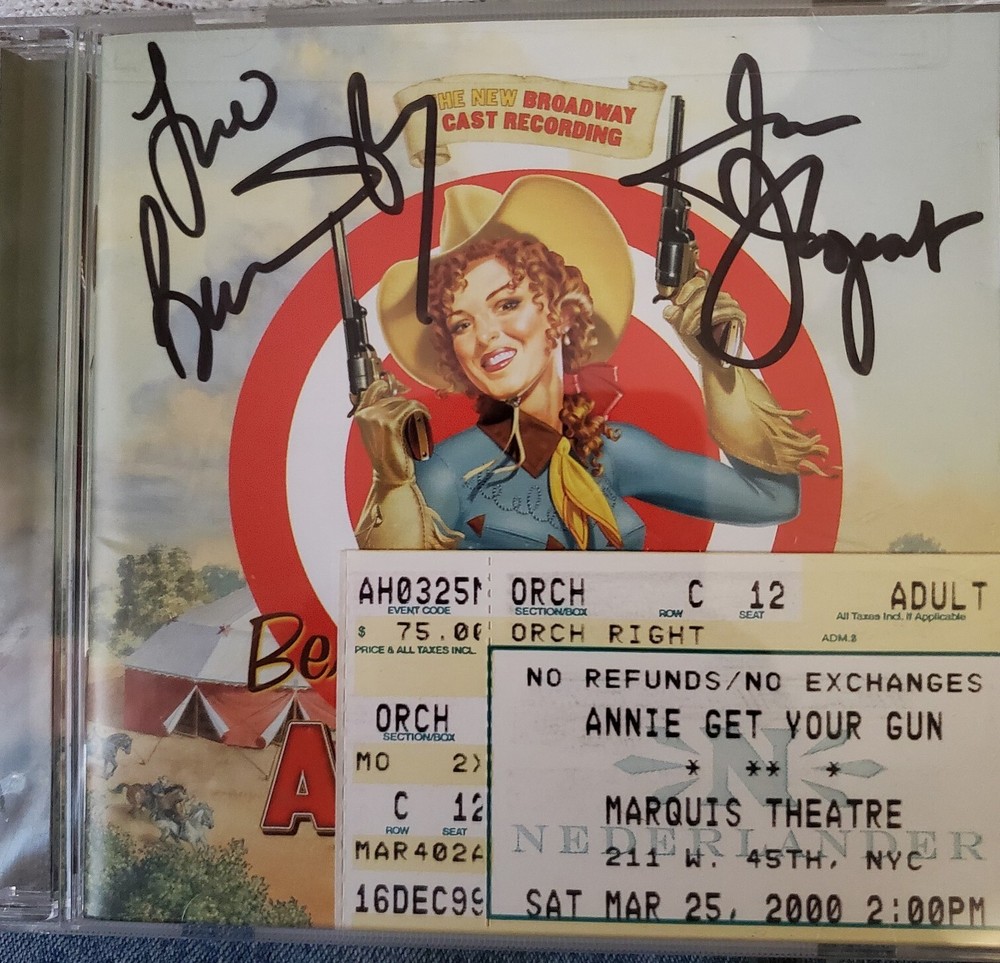 THE NEW BROADWAY
CAST RECORDING
Be
A
AH0325M ORCH C 12 ADULT
EVENT CODE SECTION/BOX ROW SEAT All Taxes Incl. If Applicable
$ 75.00 ORCH RIGHT ADM.$
PRICE & ALL TAXES INCL.
NO REFUNDS/NO EXCHANGES
ORCH ANNIE GET YOUR GUN
SECTION/BOX
MO 2X * ** *
C 12 MARQUIS THEATRE
ROW SEAT NEDERLANDER
MAR402A 211 W. 45TH, NYC
16DEC99 SAT MAR 25, 2000 2:00PM